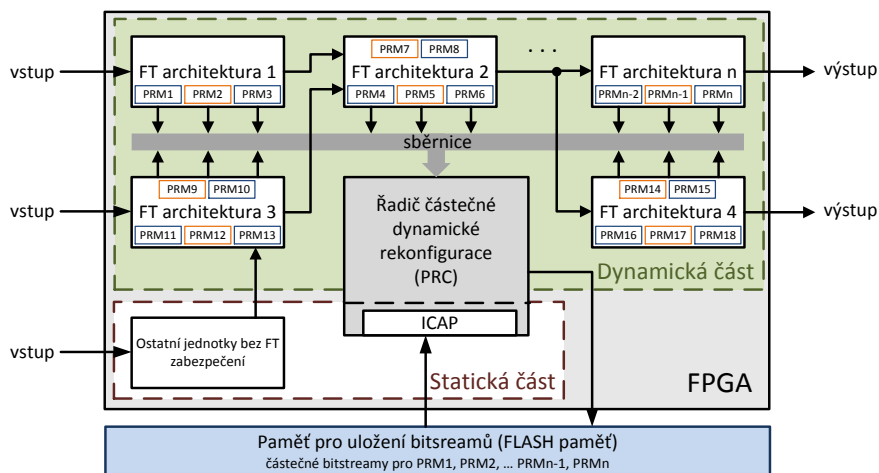 PRM7 PRM8
. . .
vstup
FT architektura 1
FT architektura 2
FT architektura n
výstup
PRM1 PRM2 PRM3
PRM4 PRM5 PRM6
PRMn-2 PRMn-1 PRMn
sběrnice
PRM9 PRM10
PRM14 PRM15
vstup
FT architektura 3
FT architektura 4
výstup
PRM11 PRM12 PRM13
PRM16 PRM17 PRM18
Řadič částečné
dynamické
rekonfigurace
(PRC)
Dynamická část
ICAP
vstup
Ostatní jednotky bez FT
zabezpečení
Statická část
FPGA
Paměť pro uložení bitsreamů (FLASH paměť)
částečné bitstreamy pro PRM1, PRM2, ... PRMn-1, PRMn